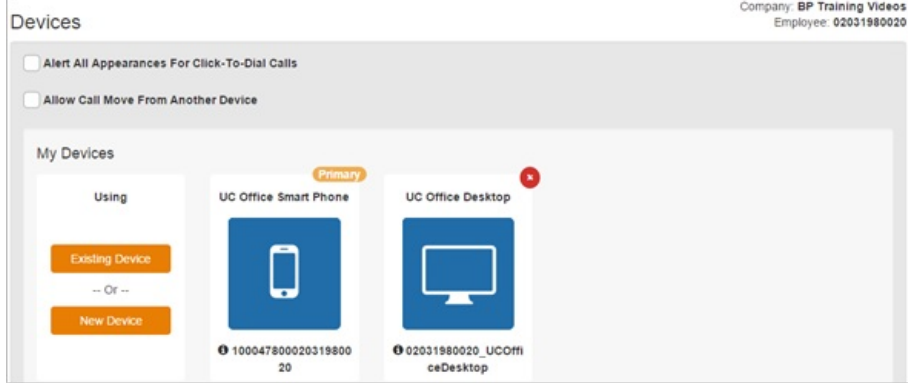 Company: BP Training Videos
Devices
Employee: 02031980020
Alert All Appearances For Click-To-Dial Calls
Allow Call Move From Another Device
My Devices
Primary
Using
UC Office Smart Phone
UC Office Desktop
Existing Device
-- Or --
New Device
100047800020319800
20
02031980020_UCOffi
ceDesktop